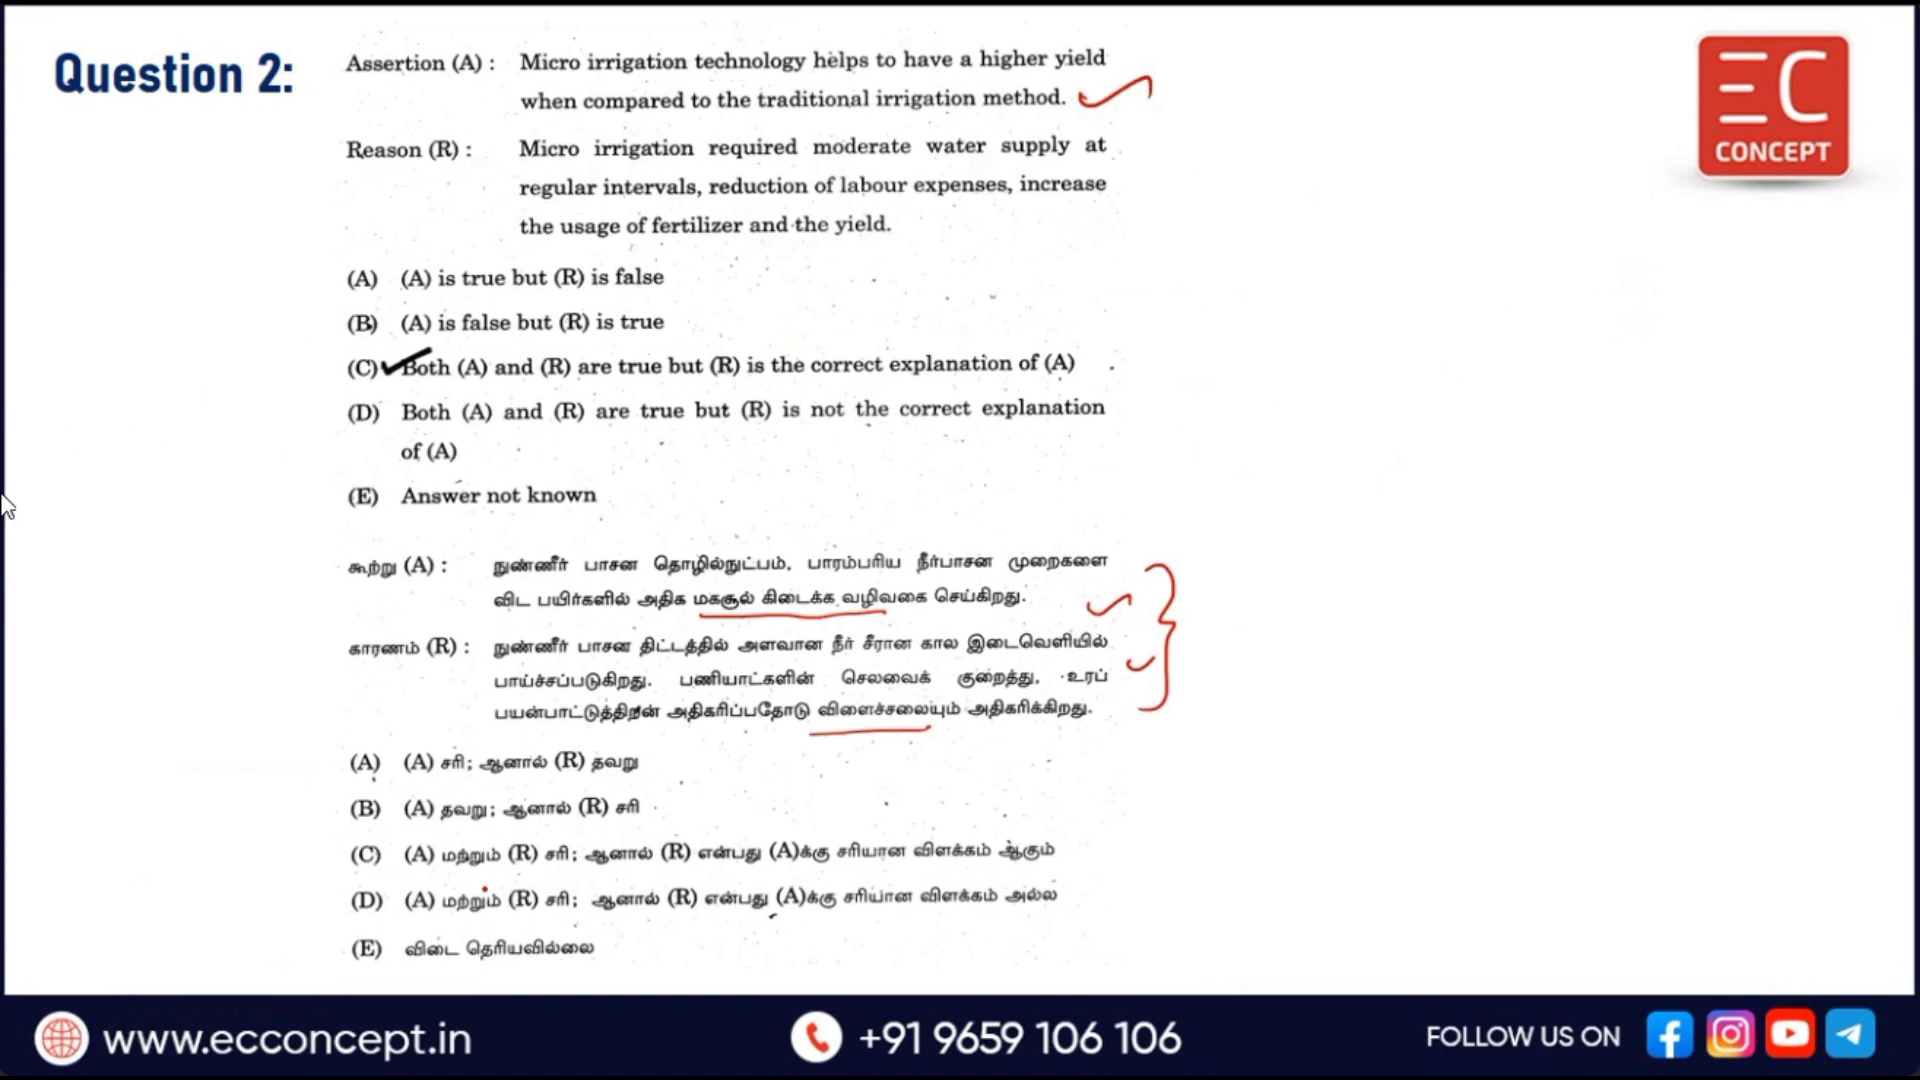 Question 2:
Assertion (A) : Micro irrigation technology helps to have a higher yield
when compared to the traditional irrigation method.
Reason (R) : Micro irrigation required moderate water supply at
regular intervals, reduction of labour expenses, increase
the usage of fertilizer and the yield.
(A) (A) is true but (R) is false
(B) (A) is false but (R) is true
(C) Both (A) and (R) are true but (R) is the correct explanation of (A)
(D) Both (A) and (R) are true but (R) is not the correct explanation
of (A)
(E) Answer not known
கூற்று (A) : நுண்ணீர் பாசன தொழில்நுட்பம், பாரம்பரிய நீர்பாசன முறைகளை
விட பயிர்களில் அதிக மகசூல் கிடைக்க வழிவகை செய்கிறது.
காரணம் (R) : நுண்ணீர் பாசன திட்டத்தில் அளவான நீர் சீரான கால இடைவெளியில்
பாய்ச்சப்படுகிறது. பணியாட்களின் செலவைக் குறைத்து, உரப்
பயன்பாட்டுத்திறன் அதிகரிப்பதோடு விளைச்சலையும் அதிகரிக்கிறது.
(A) (A) சரி; ஆனால் (R) தவறு
(B) (A) தவறு; ஆனால் (R) சரி
(C) (A) மற்றும் (R) சரி; ஆனால் (R) என்பது (A)க்கு சரியான விளக்கம் ஆகும்
(D) (A) மற்றும் (R) சரி; ஆனால் (R) என்பது (A)க்கு சரியான விளக்கம் அல்ல
(E) விடை தெரியவில்லை
EC
CONCEPT
www.ecconcept.in
+91 9659 106 106
FOLLOW US ON